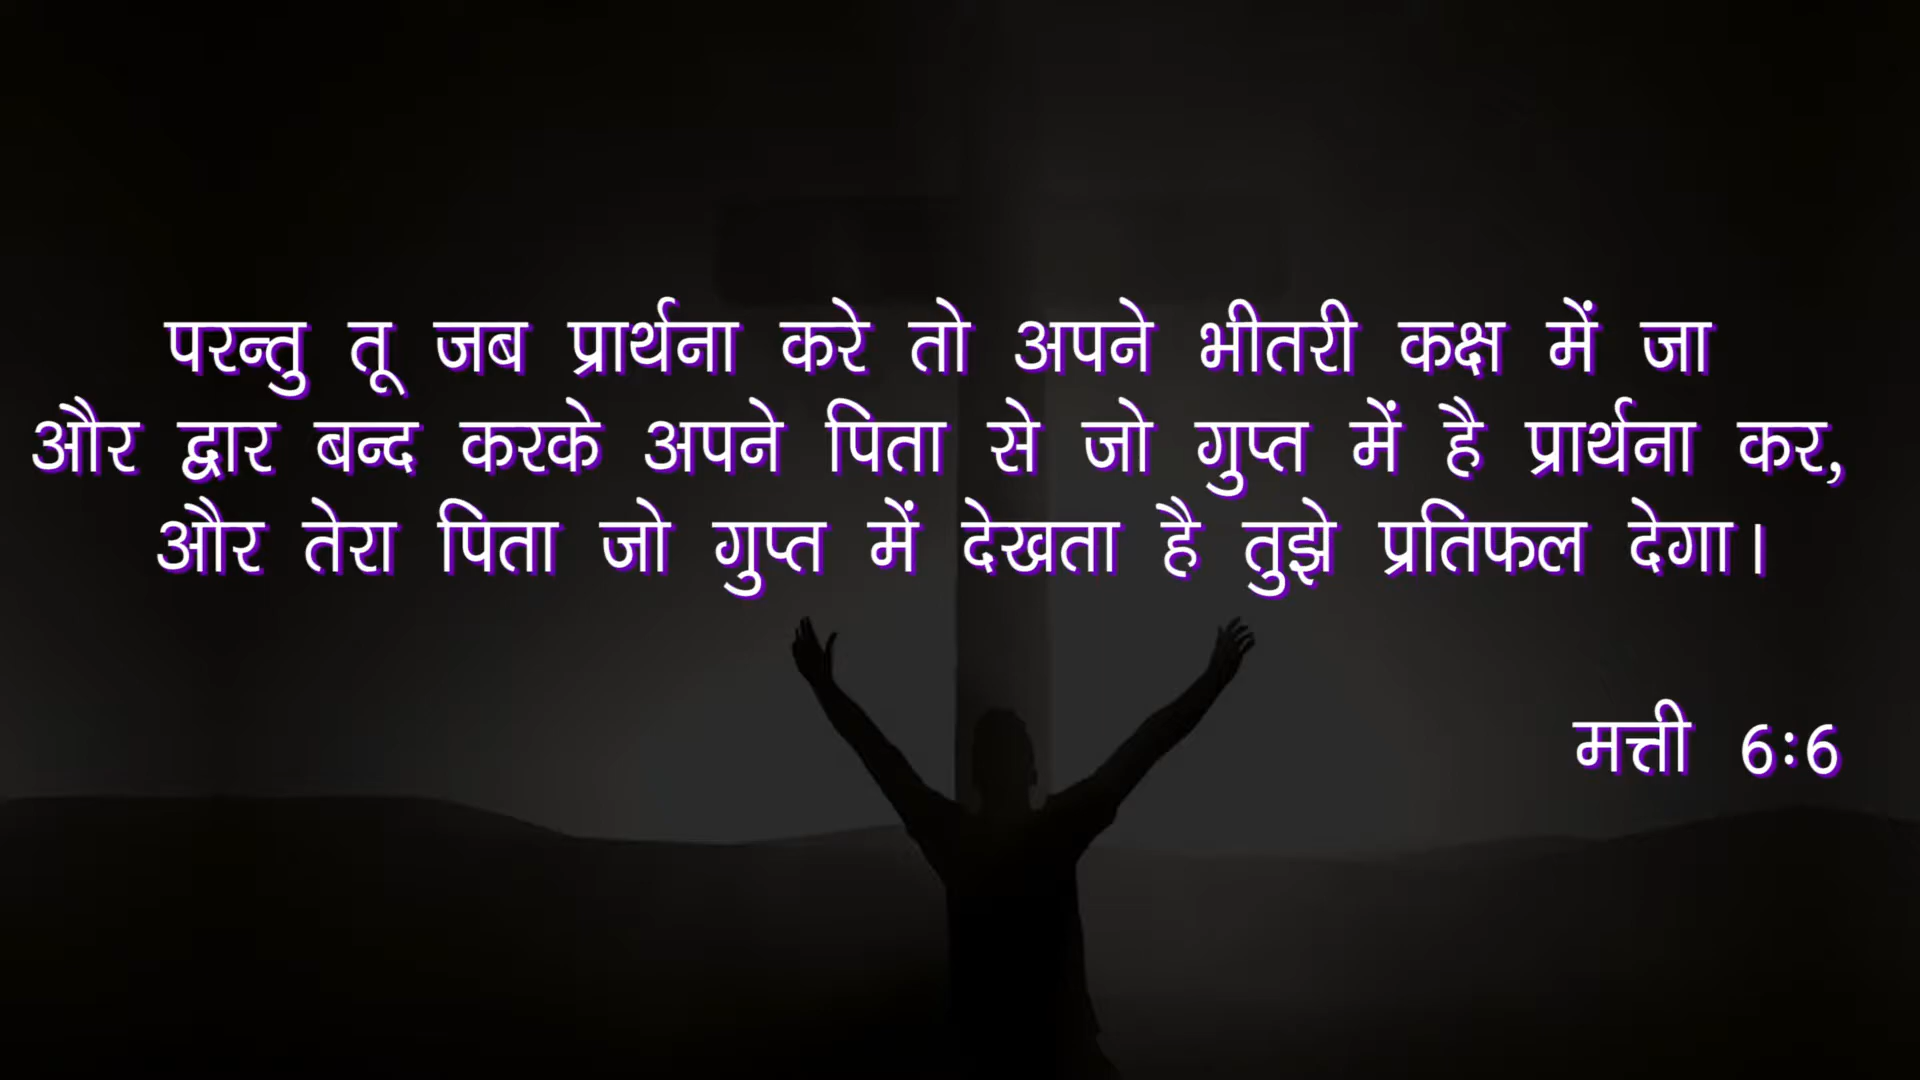 परन्तु तू जब प्रार्थना करे तो अपने भीतरी कक्ष में जा
और द्वार बन्द करके अपने पिता से जो गुप्त में है प्रार्थना कर,
और तेरा पिता जो गुप्त में देखता है तुझे प्रतिफल देगा।
मत्ती 6:6